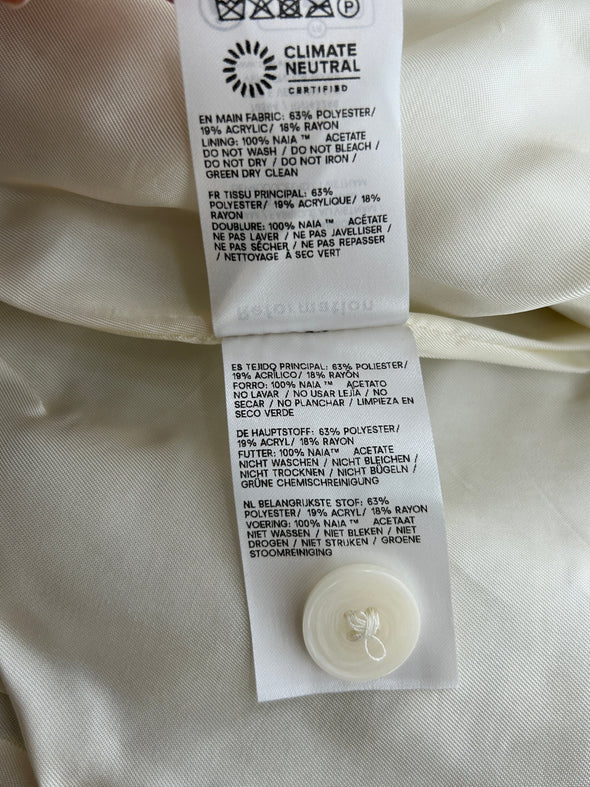 P
CLIMATE
NEUTRAL
CERTIFIED
EN MAIN FABRIC: 63% POLYESTER/
19% ACRYLIC/ 18% RAYON
LINING: 100% NAIA ™ ACETATE
DO NOT WASH / DO NOT BLEACH /
DO NOT DRY / DO NOT IRON /
GREEN DRY CLEAN
FR TISSU PRINCIPAL: 63%
POLYESTER/ 19% ACRYLIQUE/ 18%
RAYON
DOUBLURE: 100% NAIA ™ ACÉTATE
NE PAS LAVER / NE PAS JAVELLISER /
NE PAS SÉCHER / NE PAS REPASSER
/ NETTOYAGE À SEC VERT
Reformation
ES TEJIDO PRINCIPAL: 63% POLIESTER/
19% ACRÍLICO/ 18% RAYÓN
FORRO: 100% NAIA ™ ACETATO
NO LAVAR / NO USAR LEJÍA / NO
SECAR / NO PLANCHAR / LIMPIEZA EN
SECO VERDE
DE HAUPTSTOFF: 63% POLYESTER/
19% ACRYL/ 18% RAYON
FUTTER: 100% NAIA™ ACETATE
NICHT WASCHEN / NICHT BLEICHEN /
NICHT TROCKNEN / NICHT BÜGELN /
GRÜNE CHEMISCHREINIGUNG
NL BELANGRIJKSTE STOF: 63%
POLYESTER/ 19% ACRYL/ 18% RAYON
VOERING: 100% NAIA ™ ACETAAT
NIET WASSEN / NIET BLEKEN / NIET
DROGEN / NIET STRIJKEN / GROENE
STOOMREINIGING